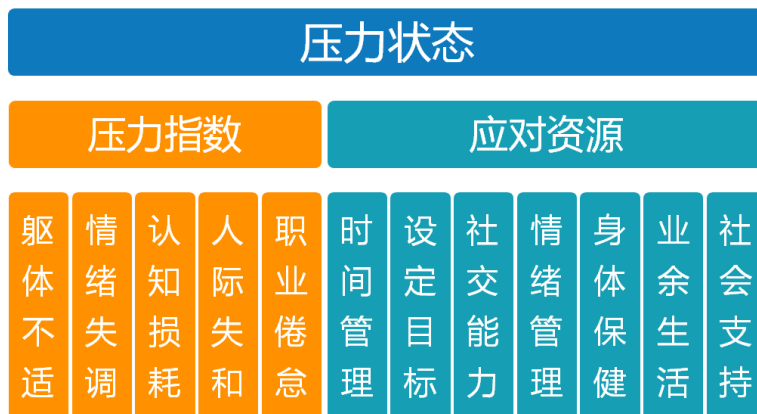 压力状态
压力指数
应对资源
躯体不适
情绪失调
认知损耗
人际失和
职业倦怠
时间管理
设定目标
社交能力
情绪管理
身体保健
业余生活
社会支持